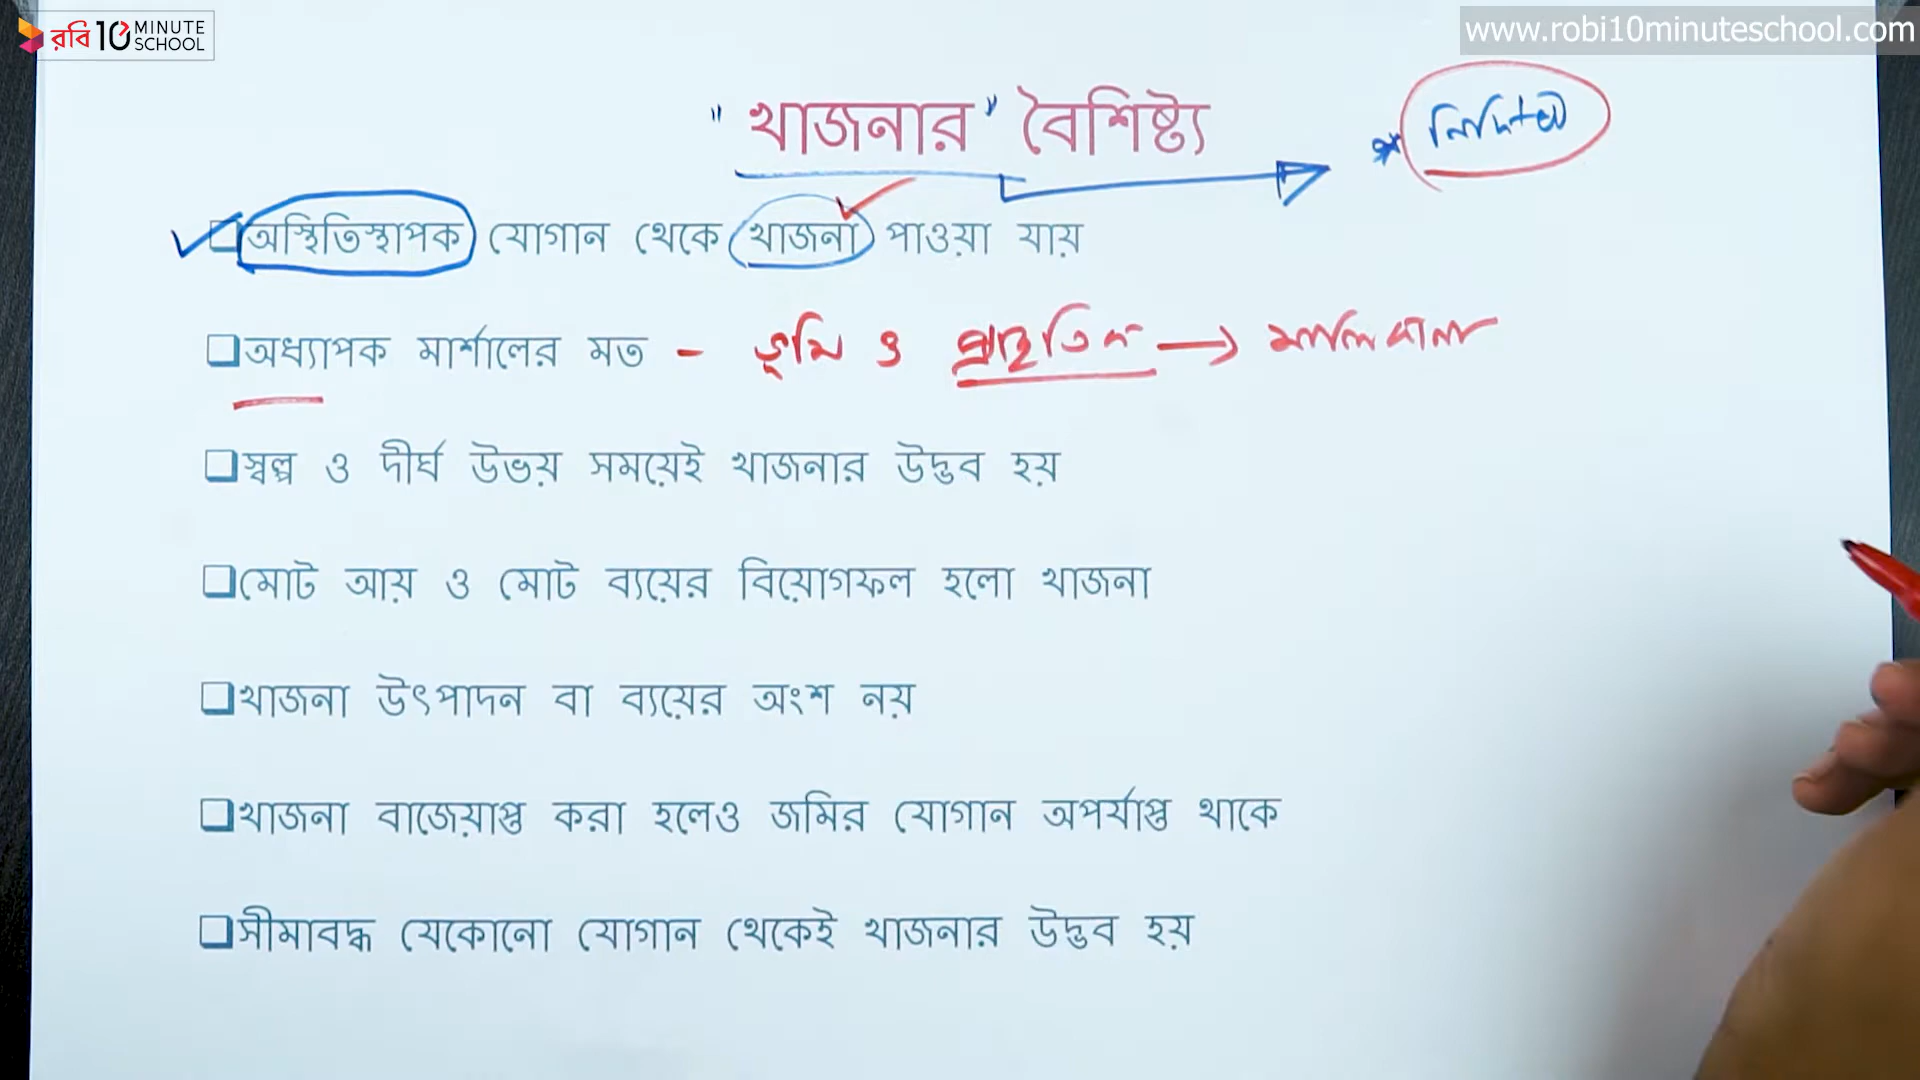 রবি 10 MINUTE SCHOOL
www.robi10minuteschool.com
"খাজনার" বৈশিষ্ট্য
অস্থিতিস্থাপক যোগান থেকে খাজনা পাওয়া যায়
অধ্যাপক মার্শালের মত - ভূমি ও প্রাকৃতিক → মালিকানা
স্বল্প ও দীর্ঘ উভয় সময়েই খাজনার উদ্ভব হয়
মোট আয় ও মোট ব্যয়ের বিয়োগফল হলো খাজনা
খাজনা উৎপাদন বা ব্যয়ের অংশ নয়
খাজনা বাজেয়াপ্ত করা হলেও জমির যোগান অপর্যাপ্ত থাকে
সীমাবদ্ধ যেকোনো যোগান থেকেই খাজনার উদ্ভব হয়